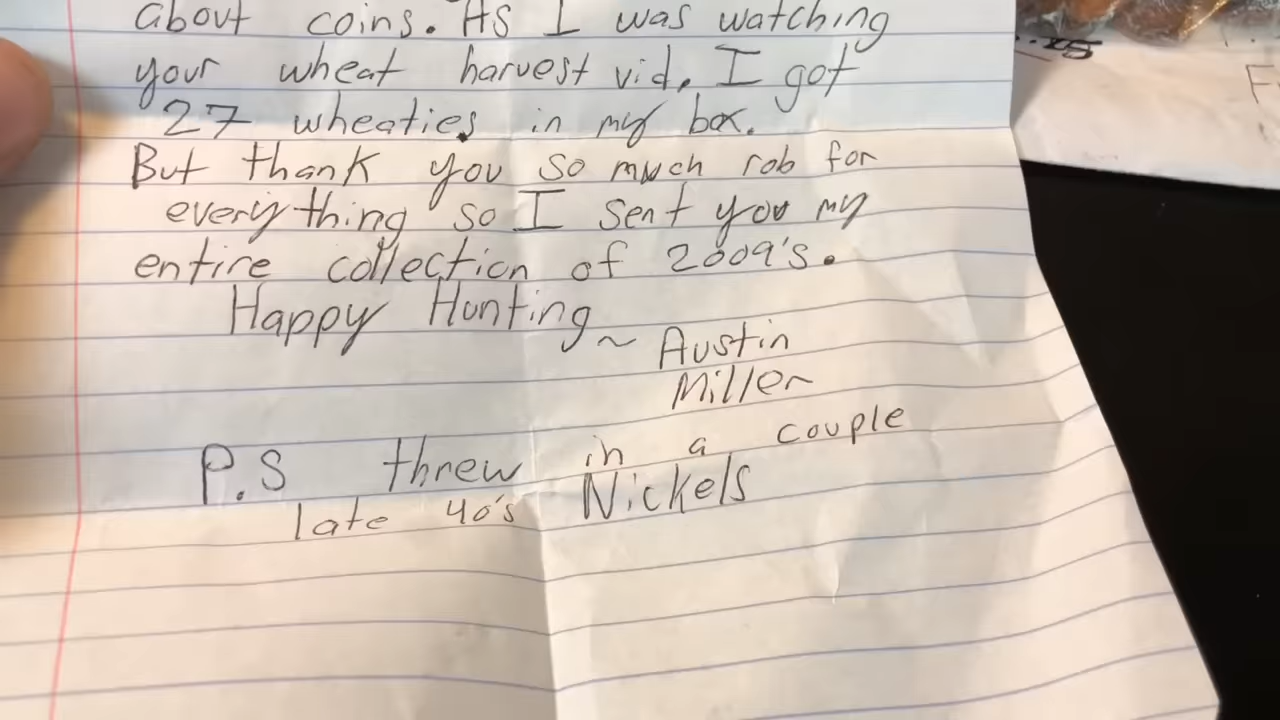 about coins. As I was watching
your wheat harvest vid, I got
27 wheaties in my box.
But thank you so much rob for
everything so I sent you my
entire collection of 2009's.
Happy Hunting
~ Austin
Miller
P.S threw in a couple
late 40's Nickels